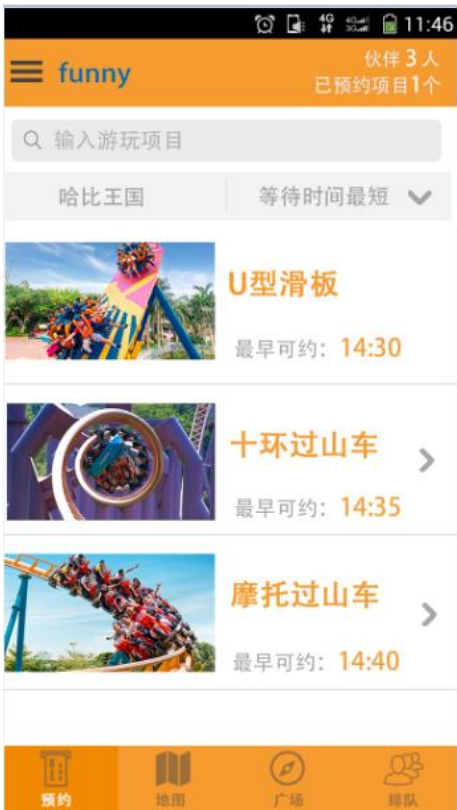 4G 4G 3G 11:46
funny
伙伴 3 人
已预约项目1个
输入游玩项目
哈比王国 等待时间最短
U型滑板
最早可约：14:30
十环过山车
最早可约：14:35
摩托过山车
最早可约：14:40
预约 地图 广场 排队